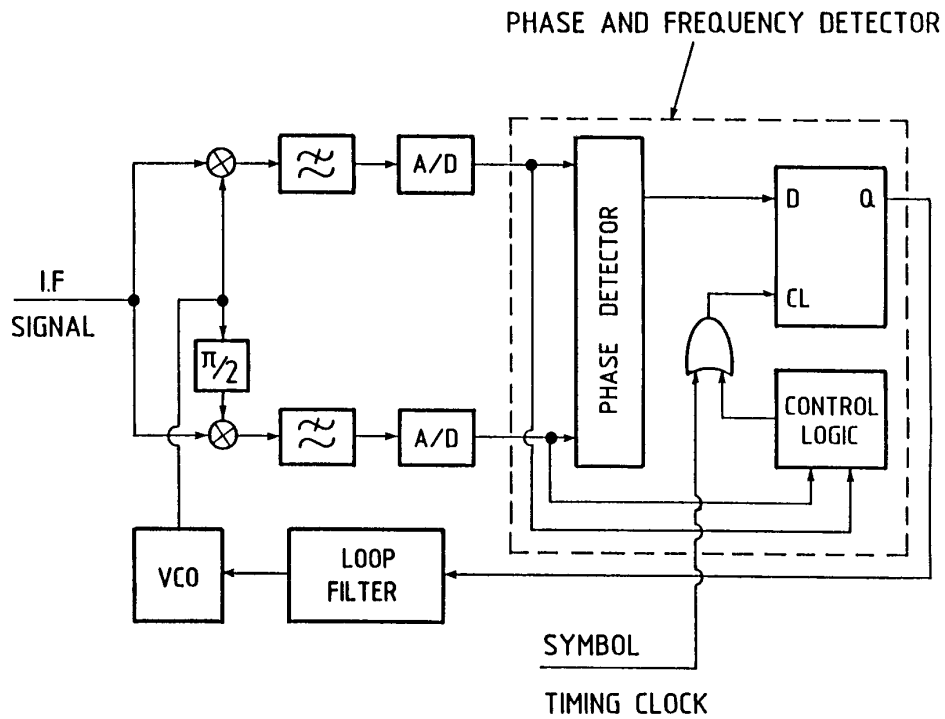 PHASE AND FREQUENCY DETECTOR
A/D
PHASE DETECTOR
D Q
I.F
SIGNAL
CL
π/2
CONTROL
LOGIC
A/D
VCO
LOOP
FILTER
SYMBOL
TIMING CLOCK